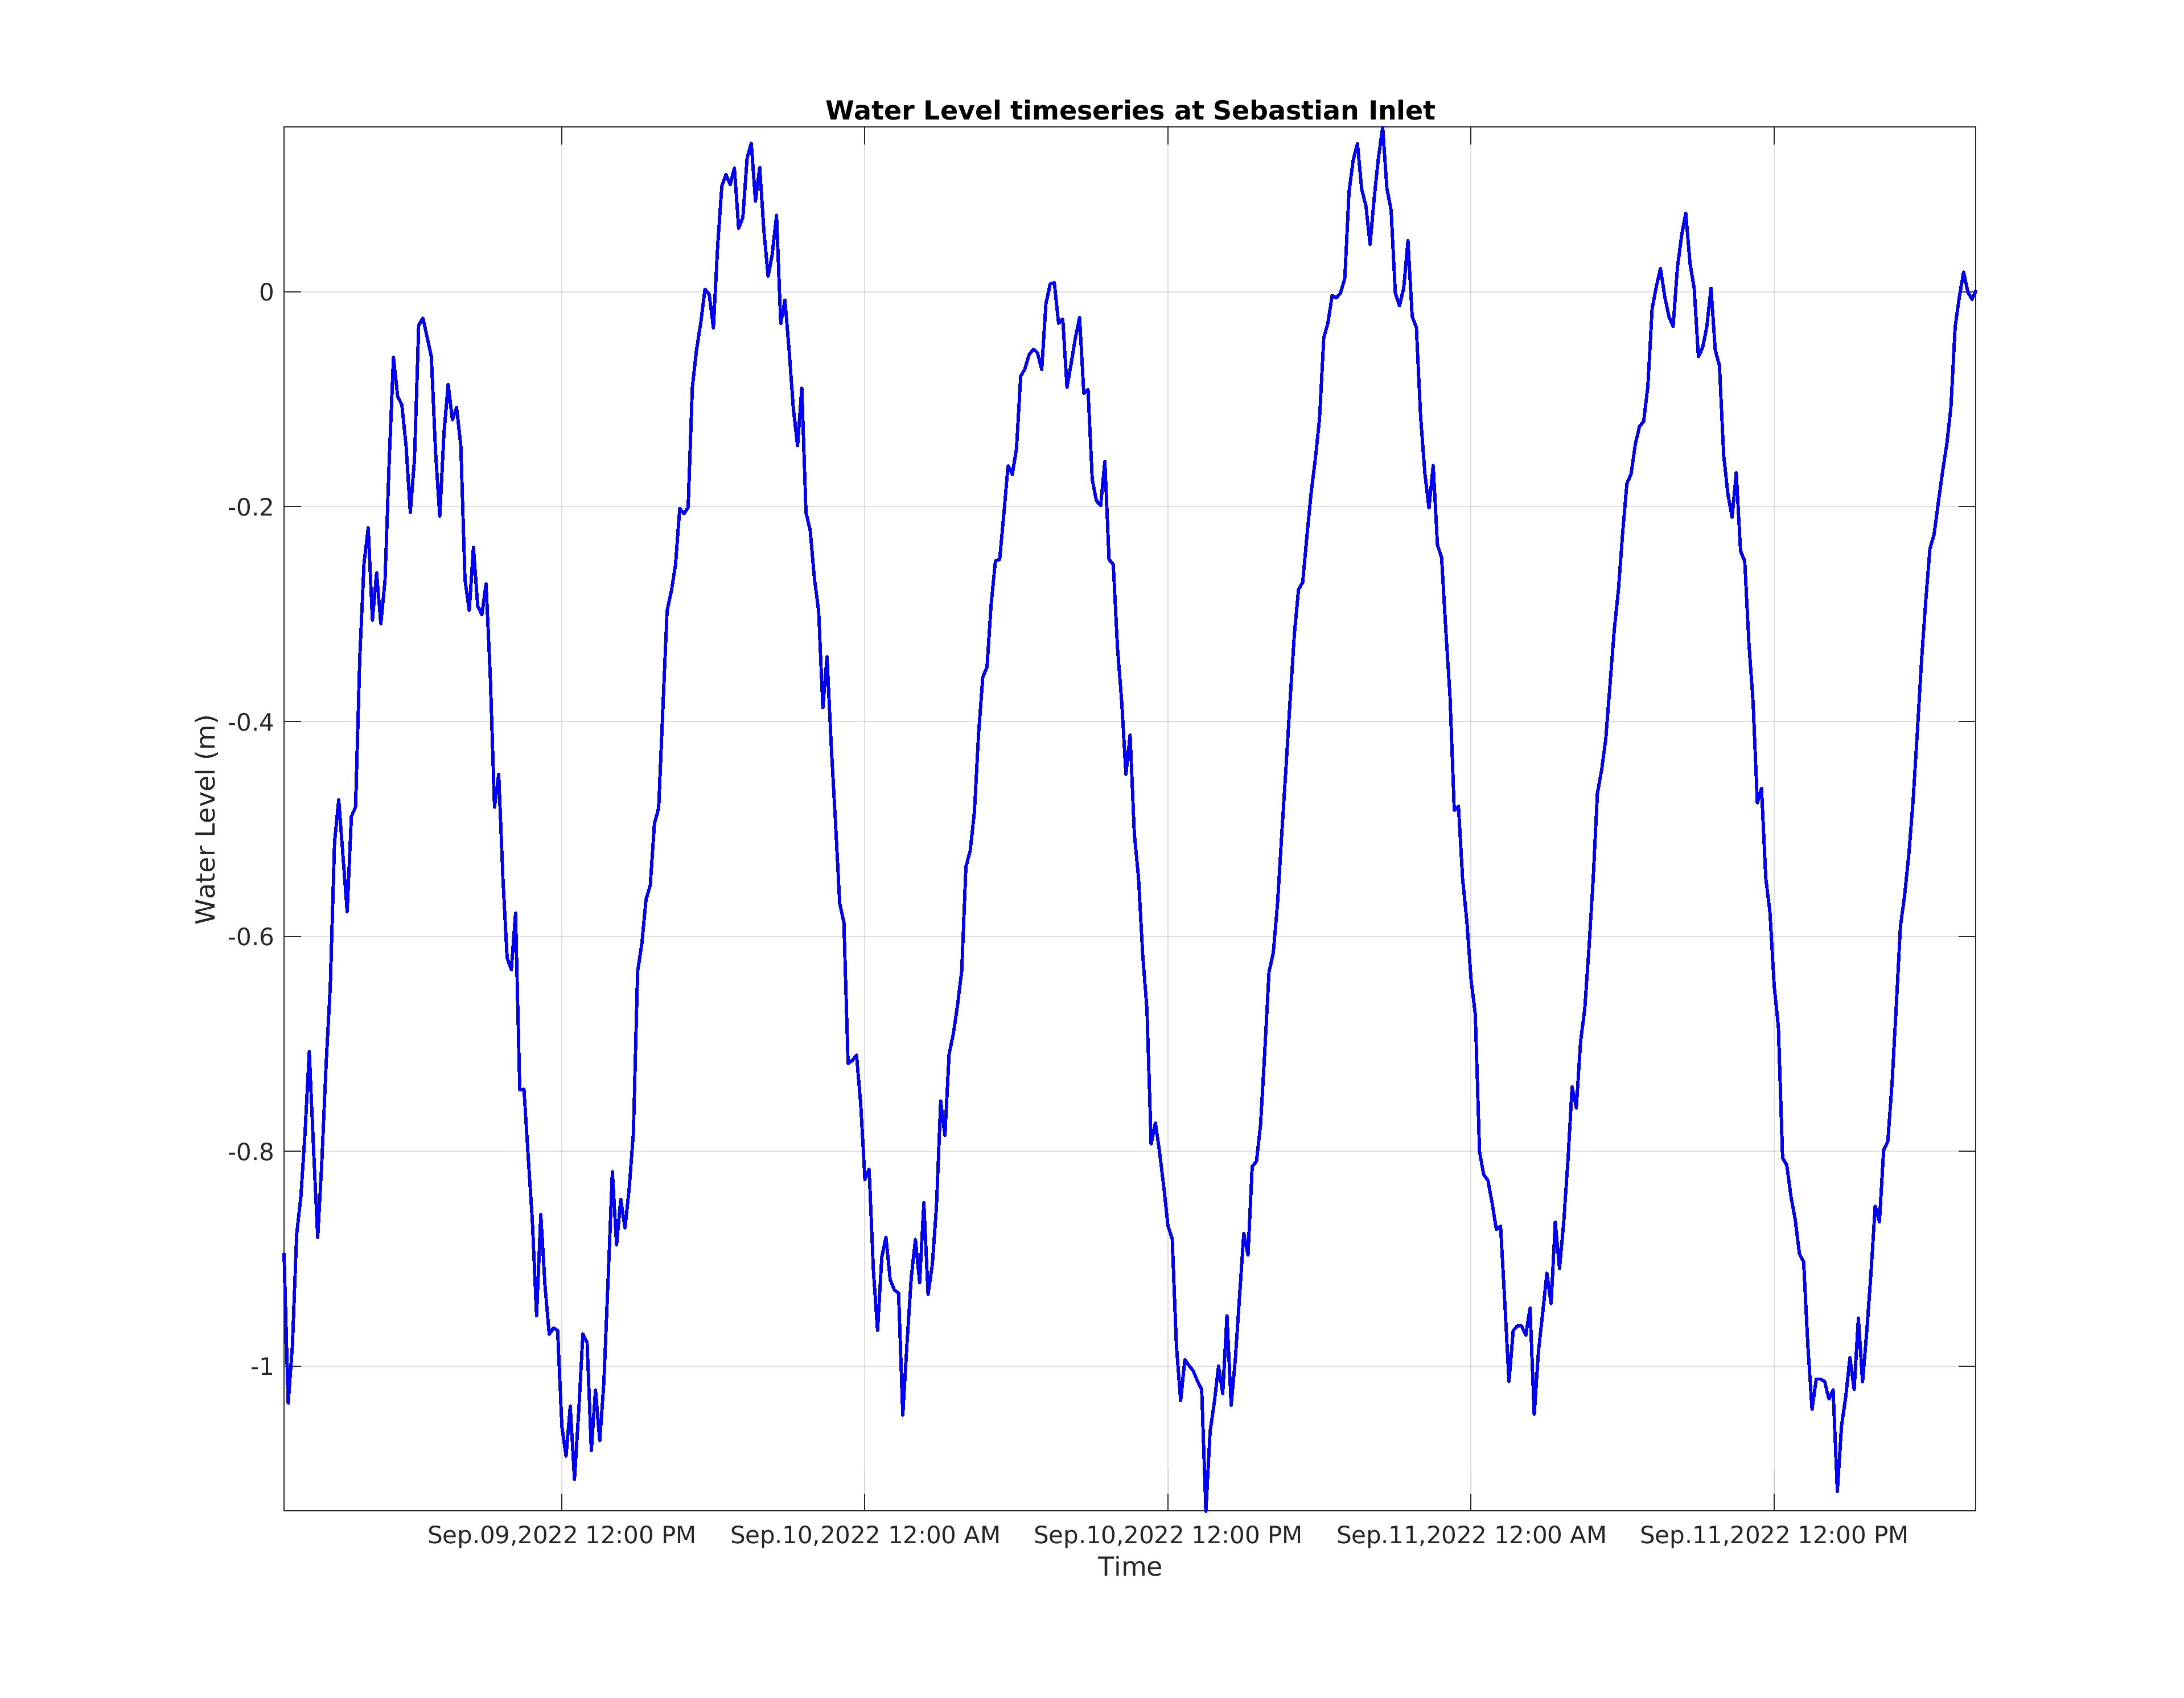 Water Level timeseries at Sebastian Inlet
0
-0.2
-0.4
-0.6
-0.8
-1
Water Level (m)
Sep.09,2022 12:00 PM
Sep.10,2022 12:00 AM
Sep.10,2022 12:00 PM
Sep.11,2022 12:00 AM
Sep.11,2022 12:00 PM
Time